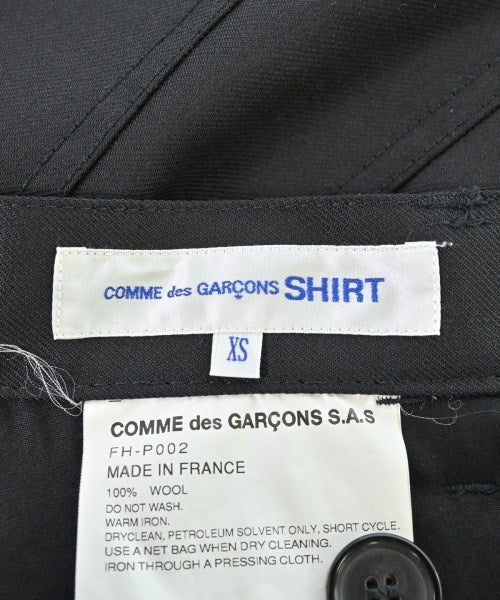 COMME des GARÇONS SHIRT
XS
COMME des GARÇONS S.A.S
FH-P002
MADE IN FRANCE
100% WOOL
DO NOT WASH.
WARM IRON.
DRYCLEAN, PETROLEUM SOLVENT ONLY, SHORT CYCLE.
USE A NET BAG WHEN DRY CLEANING.
IRON THROUGH A PRESSING CLOTH.